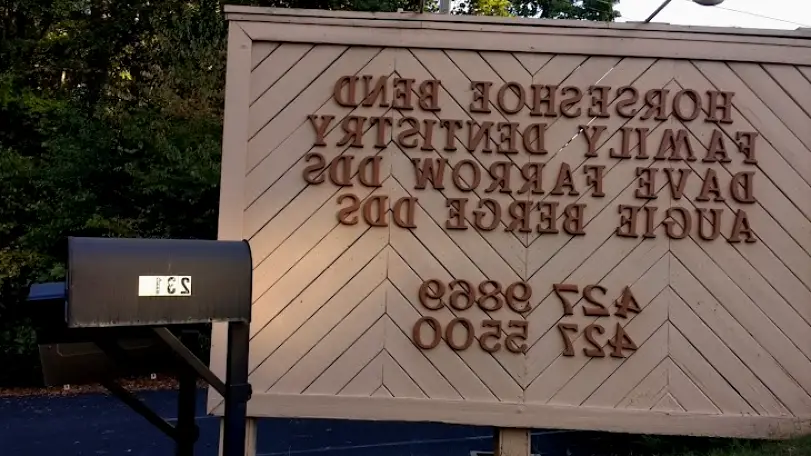 HORSESHOE BEND
FAMILY DENTISTRY
DAVE FARROW DDS
AUGIE BERGE DDS
427 9869
427 5500
23